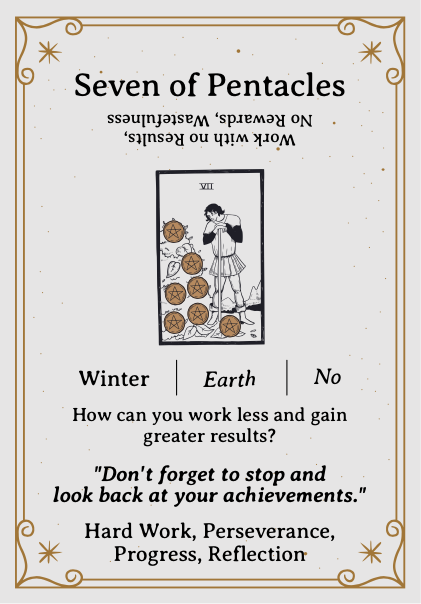 Seven of Pentacles
Work with no Results,
No Rewards, Wastefulness
VII
Winter
Earth
No
How can you work less and gain
greater results?
"Don't forget to stop and
look back at your achievements."
Hard Work, Perseverance,
Progress, Reflection